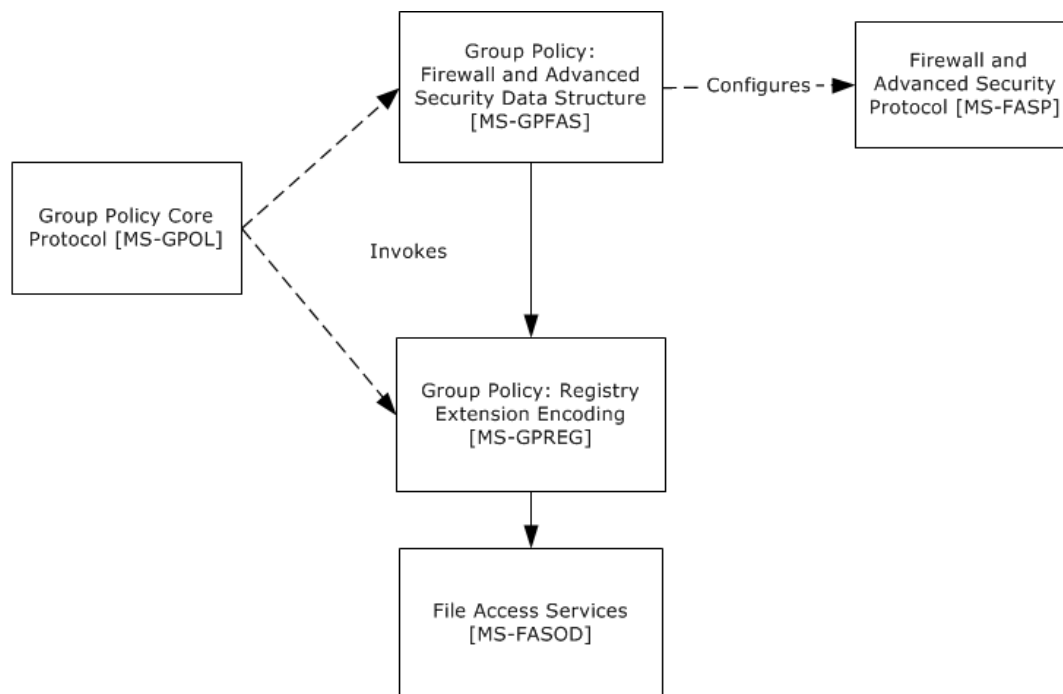 Group Policy:
Firewall and Advanced
Security Data Structure
[MS-GPFAS]
Configures
Firewall and
Advanced Security
Protocol [MS-FASP]
Group Policy Core
Protocol [MS-GPOL]
Invokes
Group Policy: Registry
Extension Encoding
[MS-GPREG]
File Access Services
[MS-FASOD]